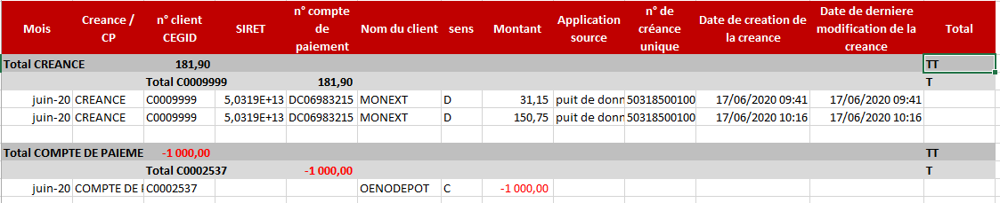 Mois Creance / CP n° client CEGID SIRET n° compte de paiement Nom du client sens Montant Application source n° de créance unique Date de creation de la creance Date de derniere modification de la creance Total
Total CREANCE 181,90 TT
Total C0009999 181,90 T
juin-20 CREANCE C0009999 5,0319E+13 DC06983215 MONEXT D 31,15 puit de donn 50318500100 17/06/2020 09:41 17/06/2020 09:41
juin-20 CREANCE C0009999 5,0319E+13 DC06983215 MONEXT D 150,75 puit de donn 50318500100 17/06/2020 10:16 17/06/2020 10:16
Total COMPTE DE PAIEME -1 000,00 TT
Total C0002537 -1 000,00 T
juin-20 COMPTE DE C0002537 OENODEPOT C -1 000,00